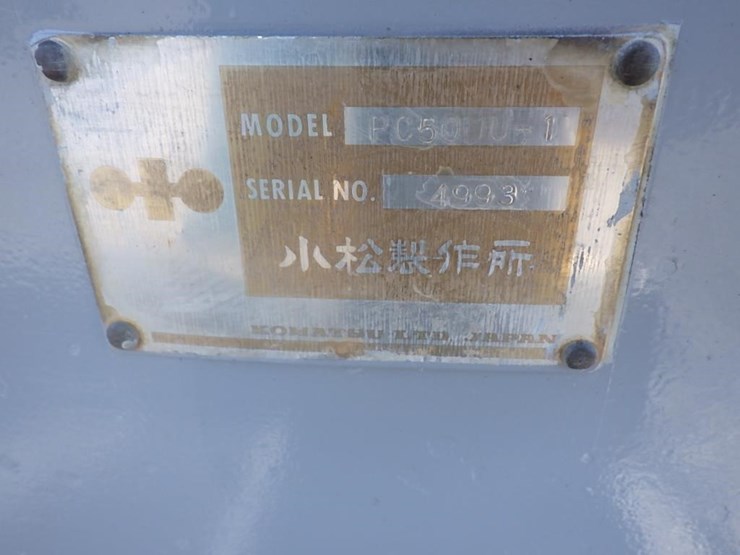 MODEL PC50UU-1
SERIAL NO. 4993
小松製作所
KOMATSU LTD. JAPAN